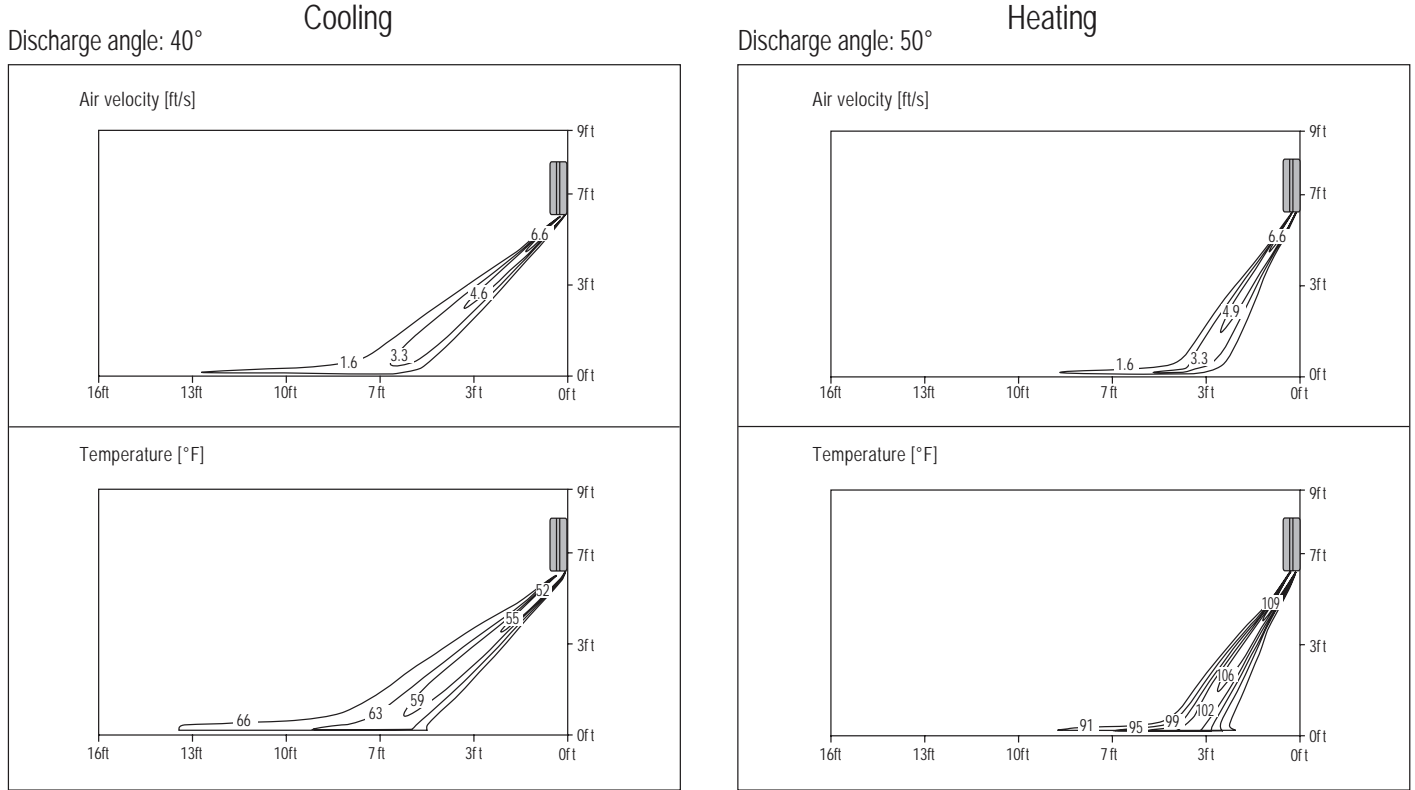 Cooling
Discharge angle: 40°
Air velocity [ft/s]
9ft
7ft
6.6
3ft
4.6
3.3
1.6
0ft
16ft 13ft 10ft 7ft 3ft 0ft
Temperature [°F]
9ft
7ft
52
55
3ft
59
63
66
0ft
16ft 13ft 10ft 7ft 3ft 0ft
Heating
Discharge angle: 50°
Air velocity [ft/s]
9ft
7ft
6.6
3ft
4.9
3.3
1.6
0ft
16ft 13ft 10ft 7ft 3ft 0ft
Temperature [°F]
9ft
7ft
109
3ft
106
102
99
95
91
0ft
16ft 13ft 10ft 7ft 3ft 0ft